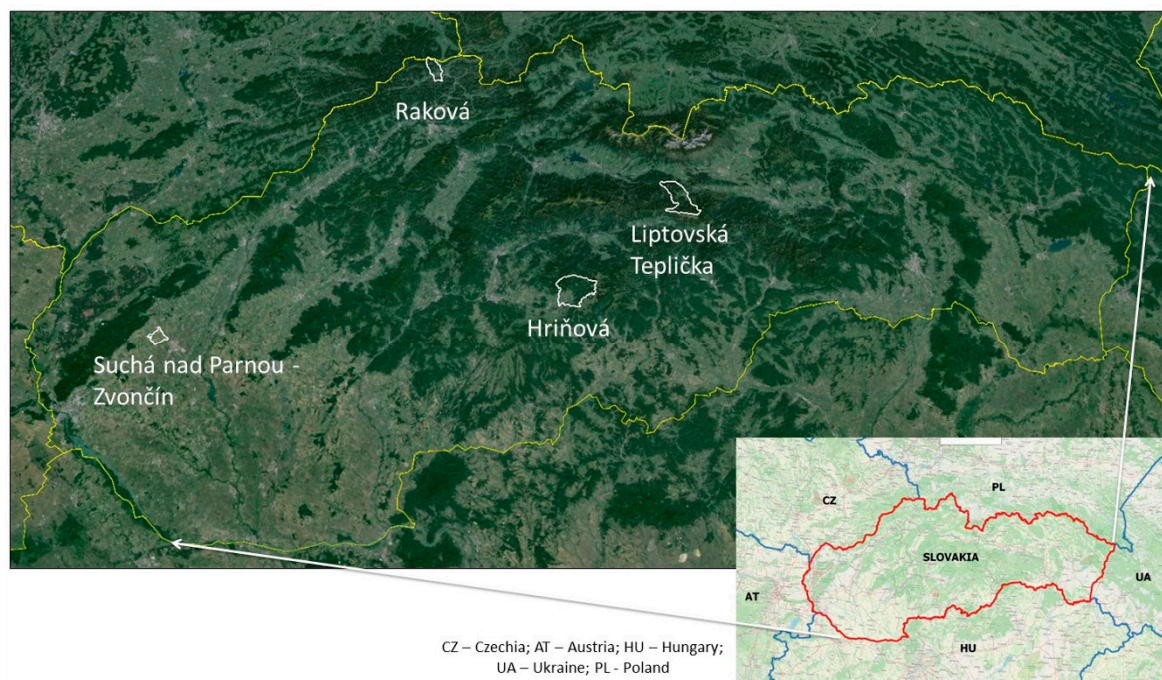 Raková
Liptovská
Teplička
Hriňová
Suchá nad Parnou -
Zvončín
PL
CZ
SLOVAKIA
UA
AT
HU
CZ – Czechia; AT – Austria; HU – Hungary;
UA – Ukraine; PL - Poland